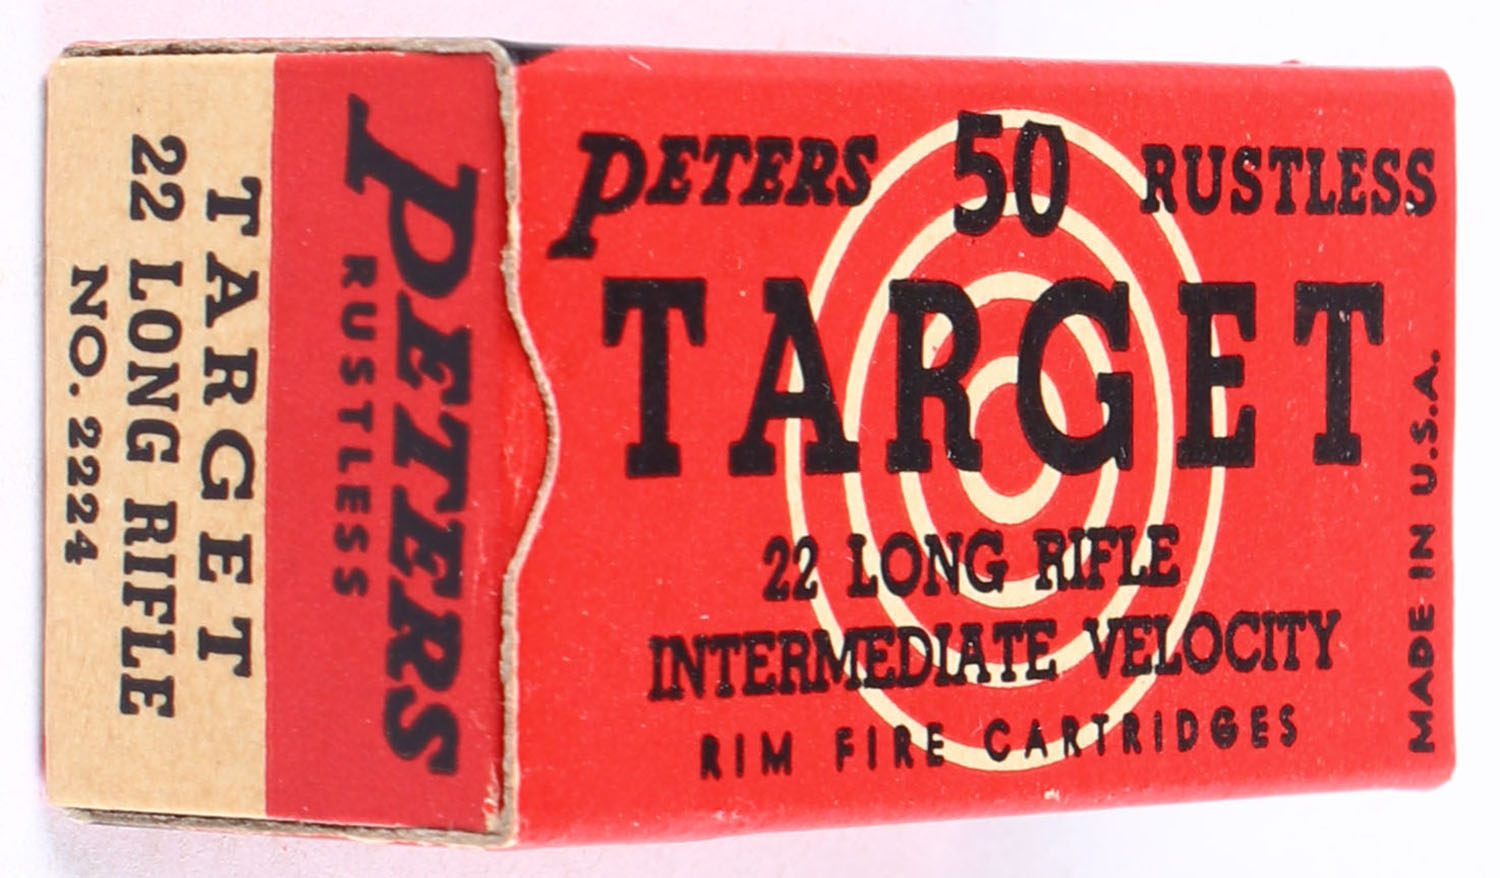 PETERS 50 RUSTLESS
TARGET
22 LONG RIFLE
INTERMEDIATE VELOCITY
RIM FIRE CARTRIDGES
MADE IN U.S.A.
PETERS
RUSTLESS
TARGET
22 LONG RIFLE
NO. 2224